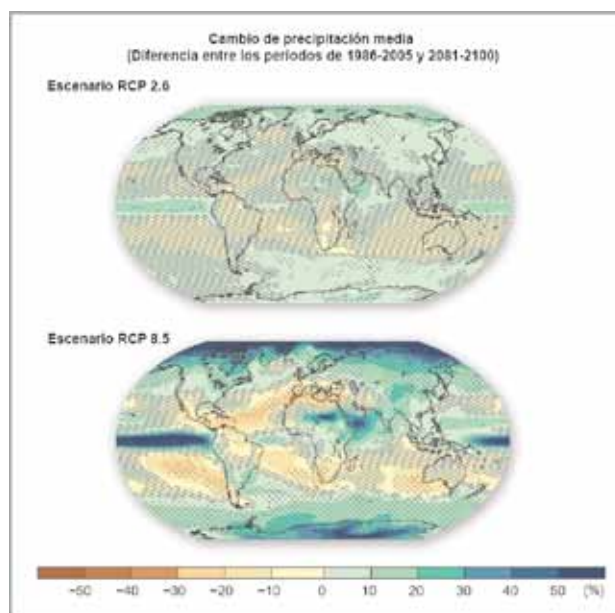 Cambio de precipitación media
(Diferencia entre los períodos de 1986-2005 y 2081-2100)
Escenario RCP 2.6
Escenario RCP 8.5
−50 −40 −30 −20 −10 0 10 20 30 40 50 (%)